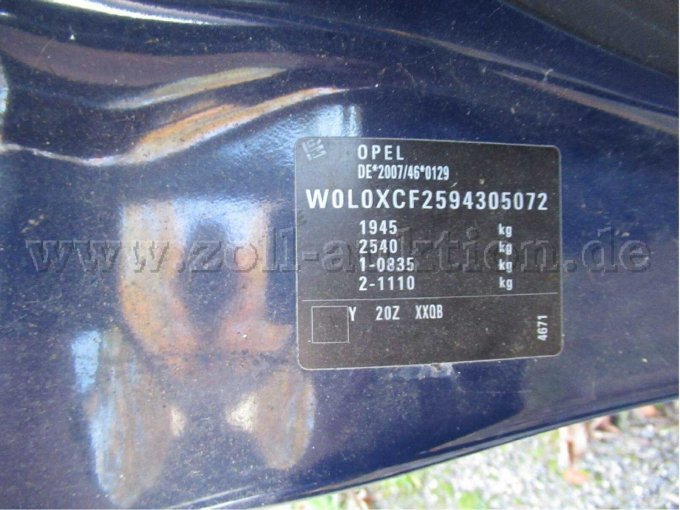 OPEL
DE*2007/46*0129
W0L0XCF2594305072
1945 kg
2540 kg
1-0835 kg
2-1110 kg
Y 20Z XXQB
4671
www.zoll-auktion.de